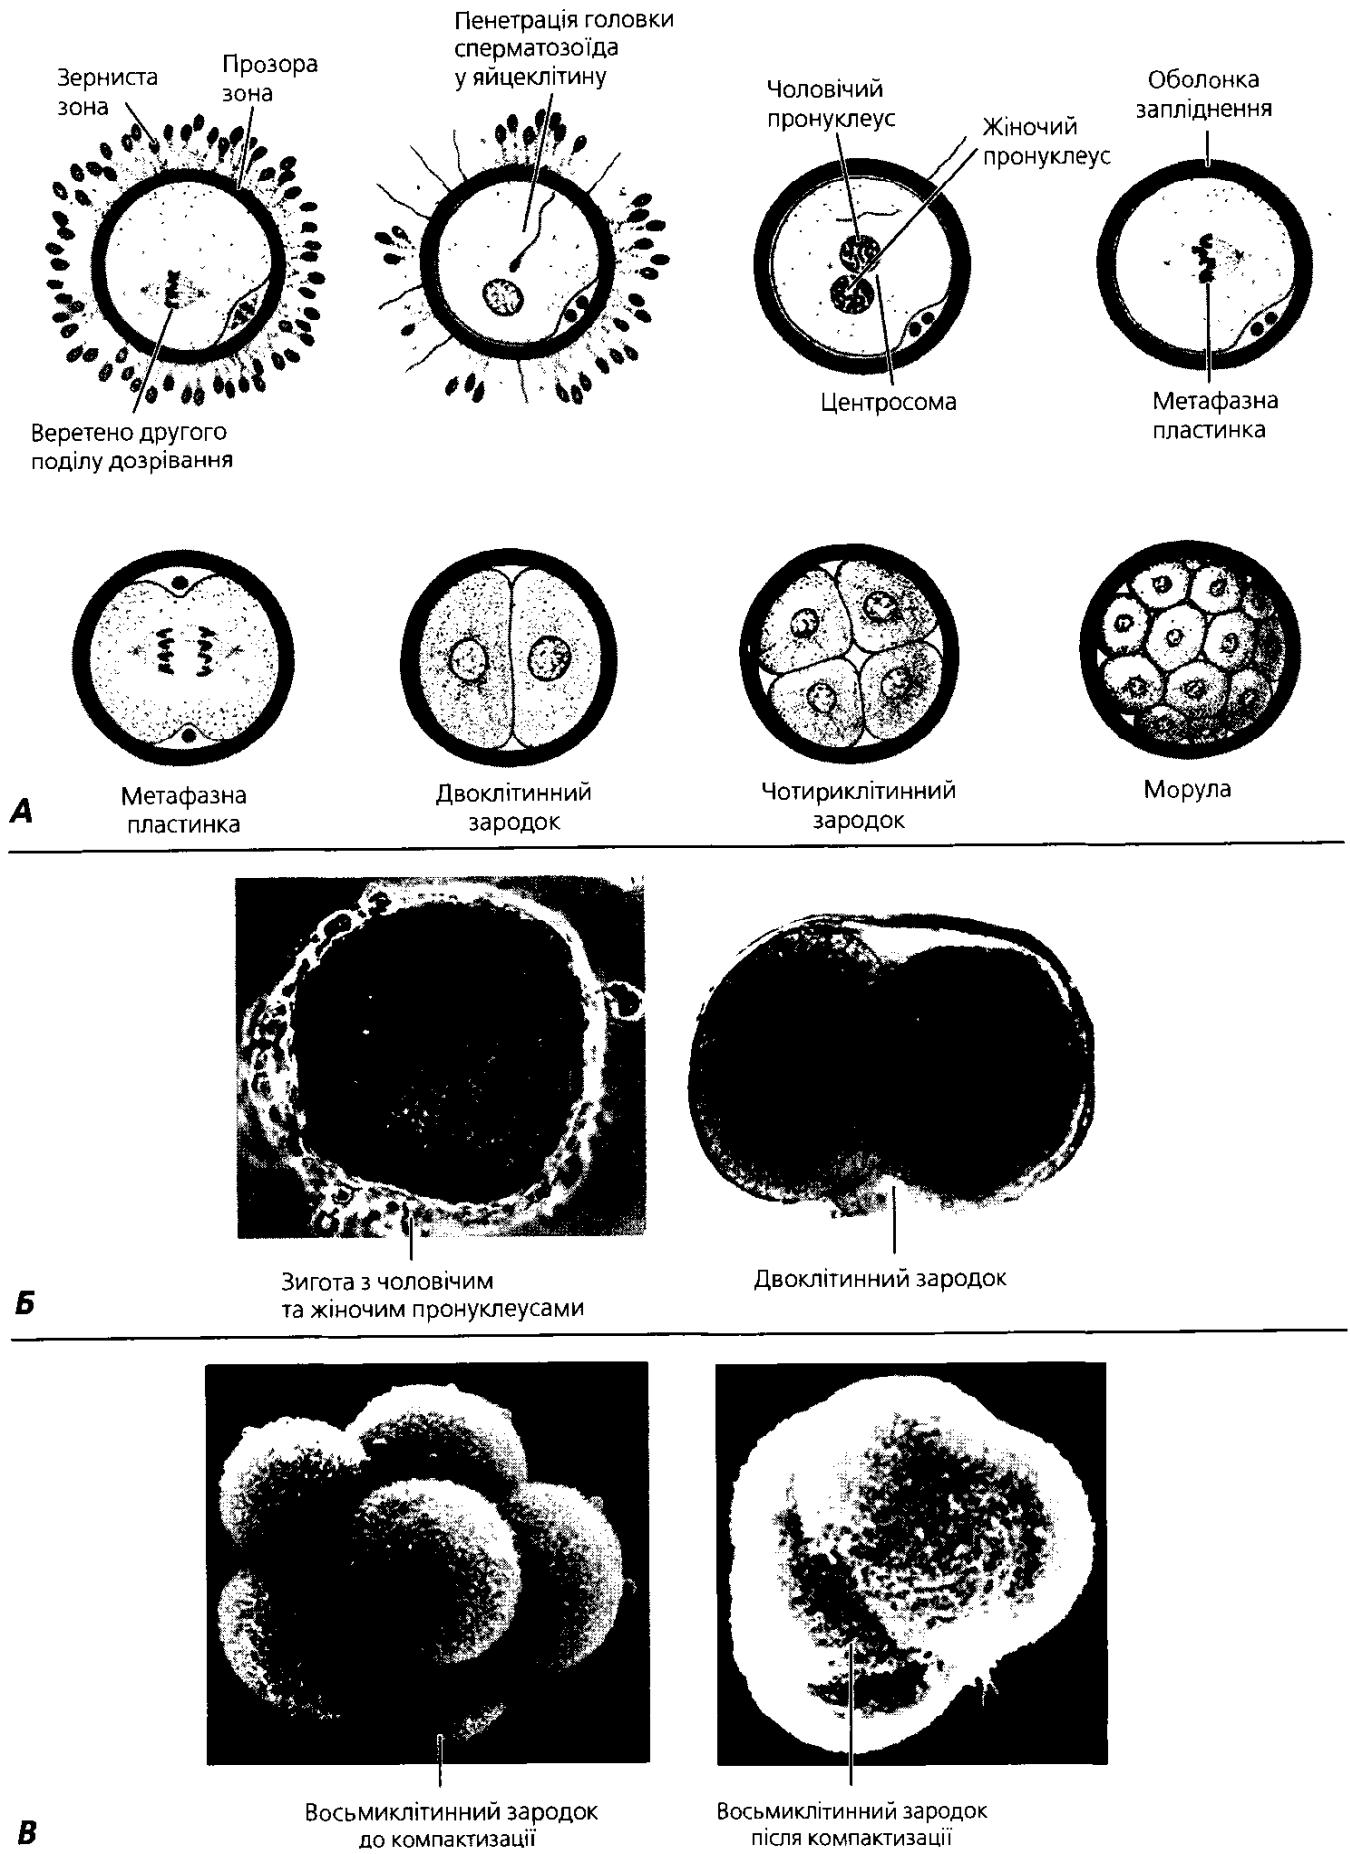 Зерниста
зона
Прозора
зона
Пенетрація головки
сперматозоїда
у яйцеклітину
Чоловічий
пронуклеус
Жіночий
пронуклеус
Оболонка
запліднення
Веретено другого
поділу дозрівання
Центросома
Метафазна
пластинка
Метафазна
пластинка
Двоклітинний
зародок
Чотириклітинний
зародок
Морула
А
Зигота з чоловічим
та жіночим пронуклеусами
Двоклітинний зародок
Б
Восьмиклітинний зародок
до компактизації
Восьмиклітинний зародок
після компактизації
В